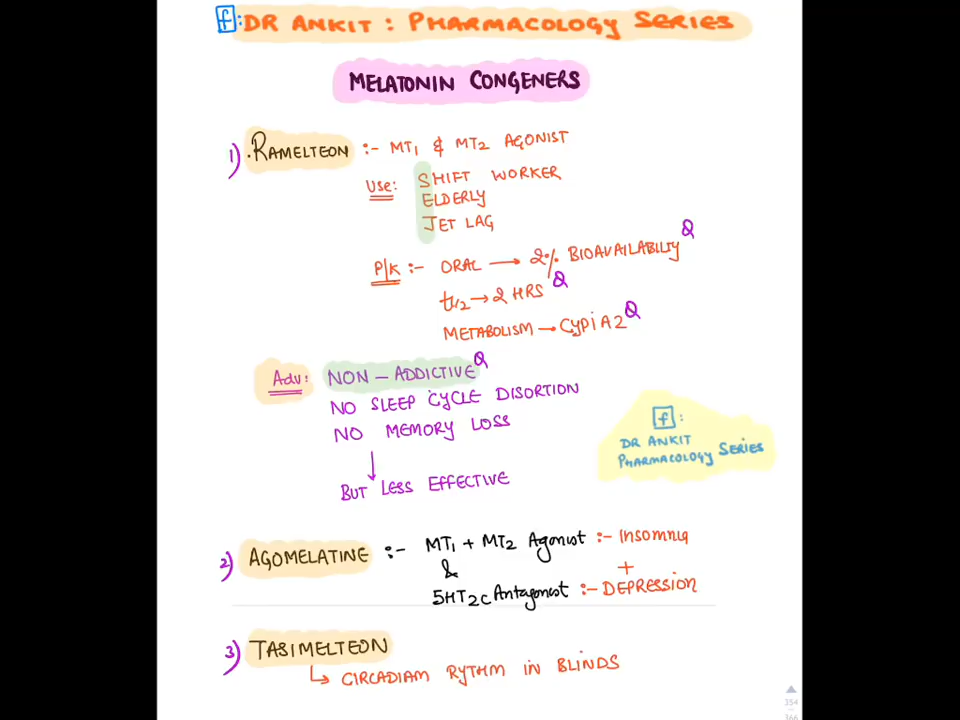 f: DR ANKIT : PHARMACOLOGY SERIES
MELATONIN CONGENERS
1) .RAMELTEON :- MT1 & MT2 AGONIST
USE: SHIFT WORKER
ELDERLY
JET LAG
P/K :- ORAL → 2% BIOAVAILABILITY Q
t1/2 → 2 HRS Q
METABOLISM → CYP1A2 Q
Adv: NON - ADDICTIVE Q
NO SLEEP CYCLE DISORTION
NO MEMORY LOSS
↓
BUT LESS EFFECTIVE
f :
DR ANKIT
PHARMACOLOGY SERIES
2) AGOMELATINE :- MT1 + MT2 Agonist :- INSOMNIA
& +
5HT2C Antagonist :- DEPRESSION
3) TASIMELTEON
↳ CIRCADIAM RYTHM IN BLINDS
354
366